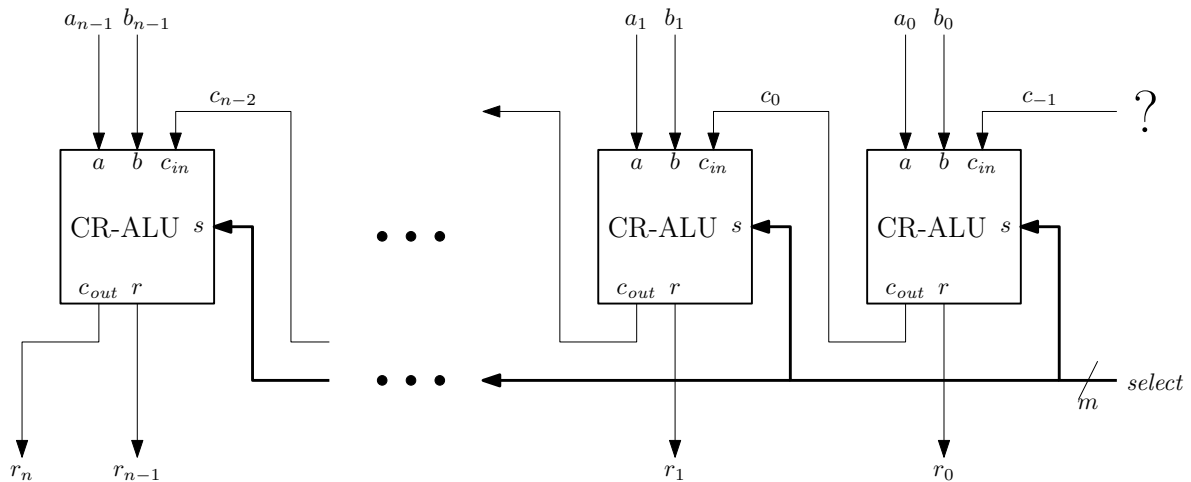 a_{n−1} b_{n−1} a_1 b_1 a_0 b_0
c_{n−2} c_0 c_{−1} ?
a b c_{in} a b c_{in} a b c_{in}
CR-ALU s CR-ALU s CR-ALU s
c_{out} r c_{out} r c_{out} r
select
m
r_n r_{n−1} r_1 r_0